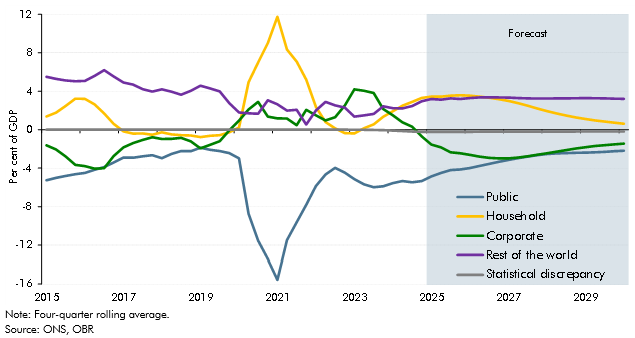 12
8
4
0
-4
-8
-12
-16
Per cent of GDP
Forecast
Public
Household
Corporate
Rest of the world
Statistical discrepancy
2015 2017 2019 2021 2023 2025 2027 2029
Note: Four-quarter rolling average.
Source: ONS, OBR